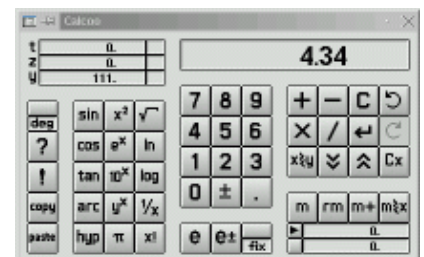 Calcoo
t 0.
z 0.
y 111.
4.34
deg sin x² √ 7 8 9 + − C
? cos eˣ ln 4 5 6 × /
! tan 10ˣ log 1 2 3 x y Cx
copy arc yˣ 1/x 0 ± . m rm m+ m x
paste hyp π x! e e± fix 0.
0.